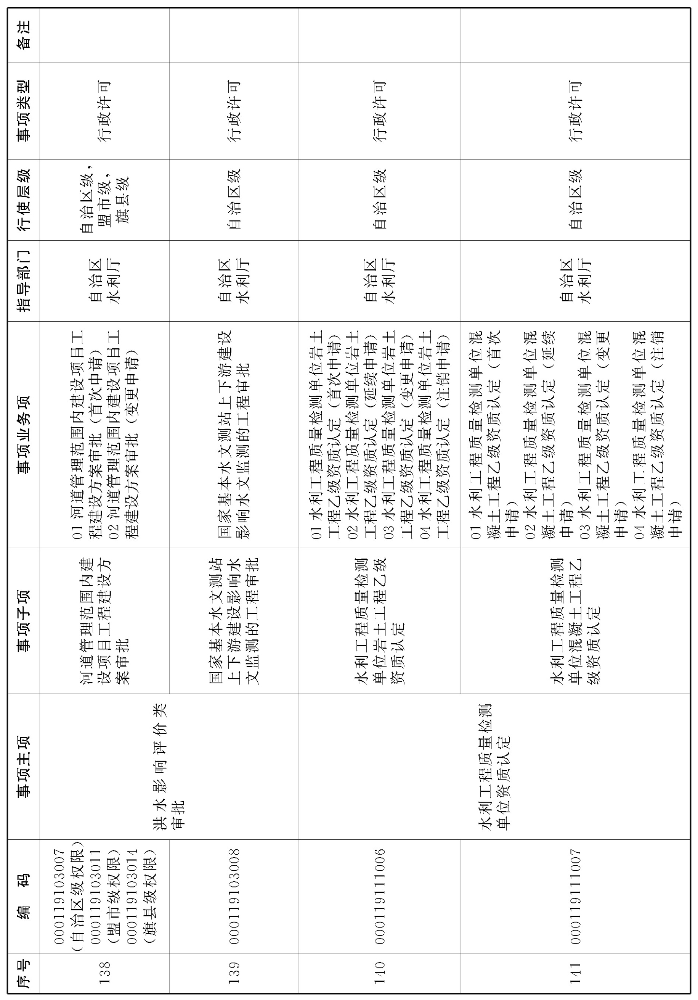 序号
编　码
事项主项
事项子项
事项业务项
指导部门
行使层级
事项类型
备注
138
000119103007
（自治区级权限）
000119103011
（盟市级权限）
000119103014
（旗县级权限）
洪水影响评价类
审批
河道管理范围内建
设项目工程建设方
案审批
01 河道管理范围内建设项目工
程建设方案审批（首次申请）
02 河道管理范围内建设项目工
程建设方案审批（变更申请）
自治区
水利厅
自治区级，
盟市级，
旗县级
行政许可
139
000119103008
国家基本水文测站
上下游建设影响水
文监测的工程审批
国家基本水文测站上下游建设
影响水文监测的工程审批
自治区
水利厅
自治区级
行政许可
140
000119111006
水利工程质量检测
单位资质认定
水利工程质量检测
单位岩土工程乙级
资质认定
01 水利工程质量检测单位岩土
工程乙级资质认定（首次申请）
02 水利工程质量检测单位岩土
工程乙级资质认定（延续申请）
03 水利工程质量检测单位岩土
工程乙级资质认定（变更申请）
04 水利工程质量检测单位岩土
工程乙级资质认定（注销申请）
自治区
水利厅
自治区级
行政许可
141
000119111007
水利工程质量检测
单位混凝土工程乙
级资质认定
01 水利工程质量检测单位混
凝土工程乙级资质认定（首次
申请）
02 水利工程质量检测单位混
凝土工程乙级资质认定（延续
申请）
03 水利工程质量检测单位混
凝土工程乙级资质认定（变更
申请）
04 水利工程质量检测单位混
凝土工程乙级资质认定（注销
申请）
自治区
水利厅
自治区级
行政许可